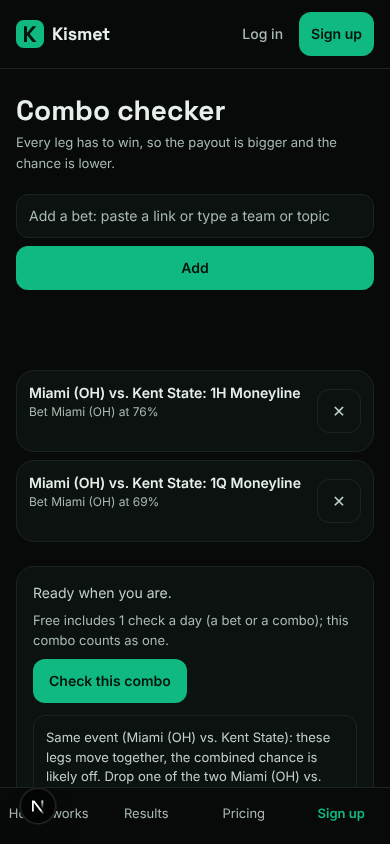 K Kismet
Log in
Sign up
Combo checker
Every leg has to win, so the payout is bigger and the
chance is lower.
Add a bet: paste a link or type a team or topic
Add
Miami (OH) vs. Kent State: 1H Moneyline
Bet Miami (OH) at 76%
✕
Miami (OH) vs. Kent State: 1Q Moneyline
Bet Miami (OH) at 69%
✕
Ready when you are.
Free includes 1 check a day (a bet or a combo); this
combo counts as one.
Check this combo
Same event (Miami (OH) vs. Kent State): these
legs move together, the combined chance is
likely off. Drop one of the two Miami (OH) vs.
N
works
Results
Pricing
Sign up